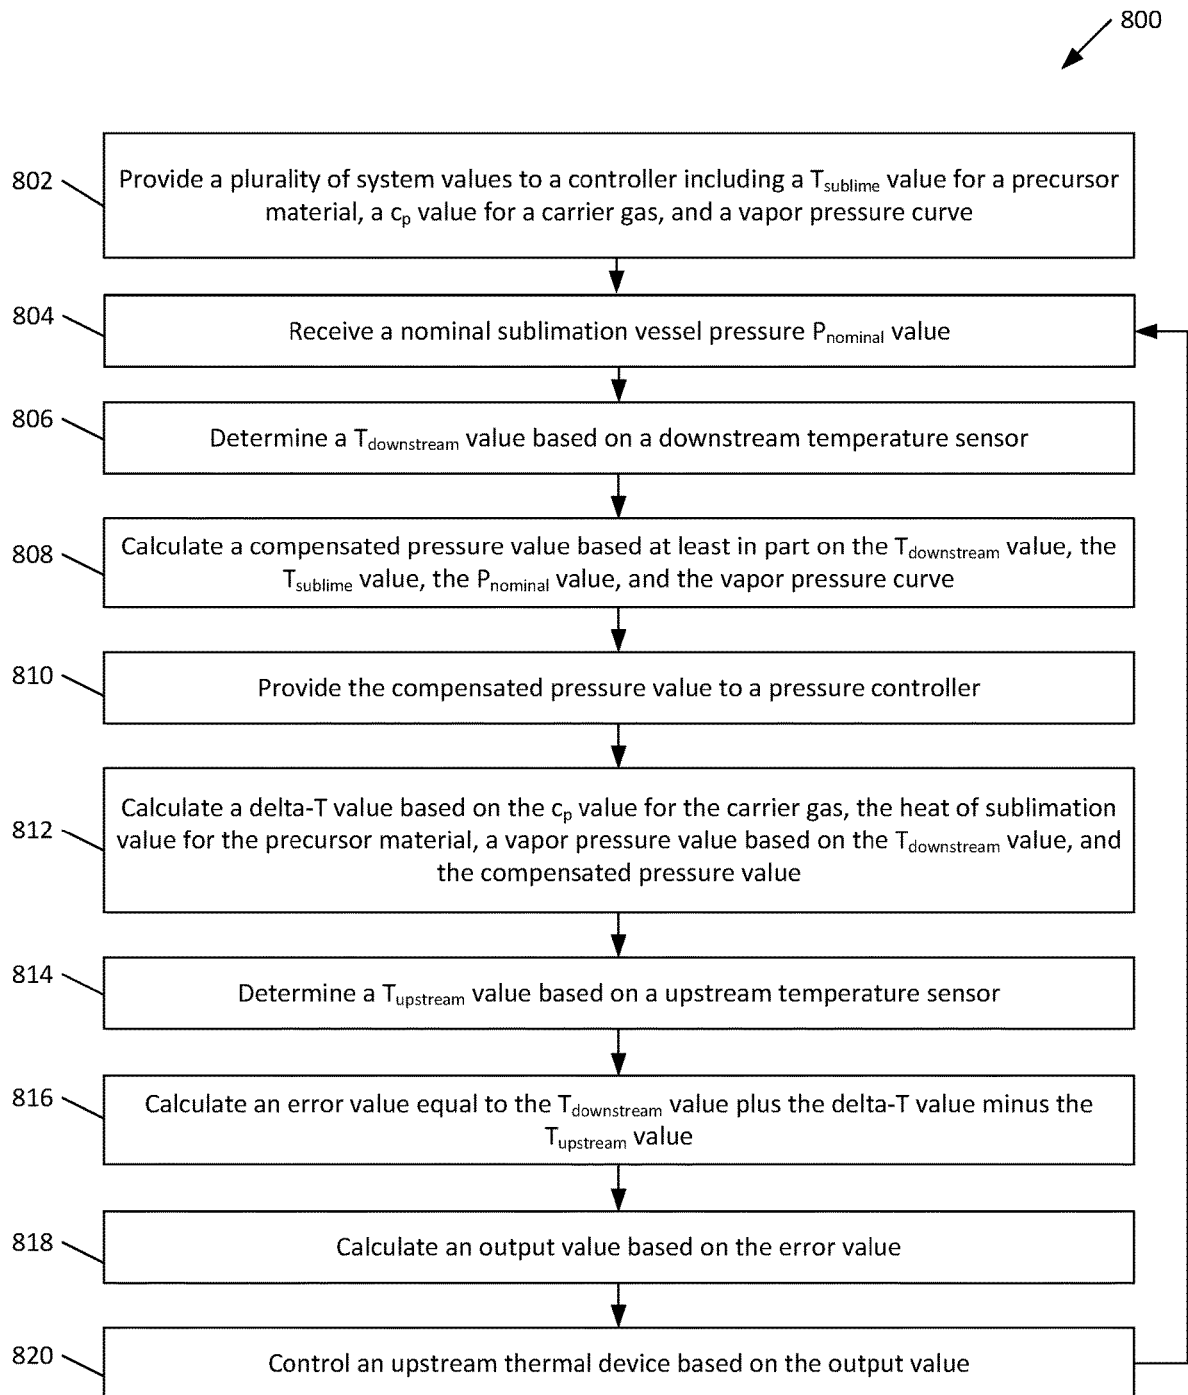 800
802
Provide a plurality of system values to a controller including a Tsublime value for a precursor
material, a cp value for a carrier gas, and a vapor pressure curve
804
Receive a nominal sublimation vessel pressure Pnominal value
806
Determine a Tdownstream value based on a downstream temperature sensor
808
Calculate a compensated pressure value based at least in part on the Tdownstream value, the
Tsublime value, the Pnominal value, and the vapor pressure curve
810
Provide the compensated pressure value to a pressure controller
812
Calculate a delta-T value based on the cp value for the carrier gas, the heat of sublimation
value for the precursor material, a vapor pressure value based on the Tdownstream value, and
the compensated pressure value
814
Determine a Tupstream value based on a upstream temperature sensor
816
Calculate an error value equal to the Tdownstream value plus the delta-T value minus the
Tupstream value
818
Calculate an output value based on the error value
820
Control an upstream thermal device based on the output value